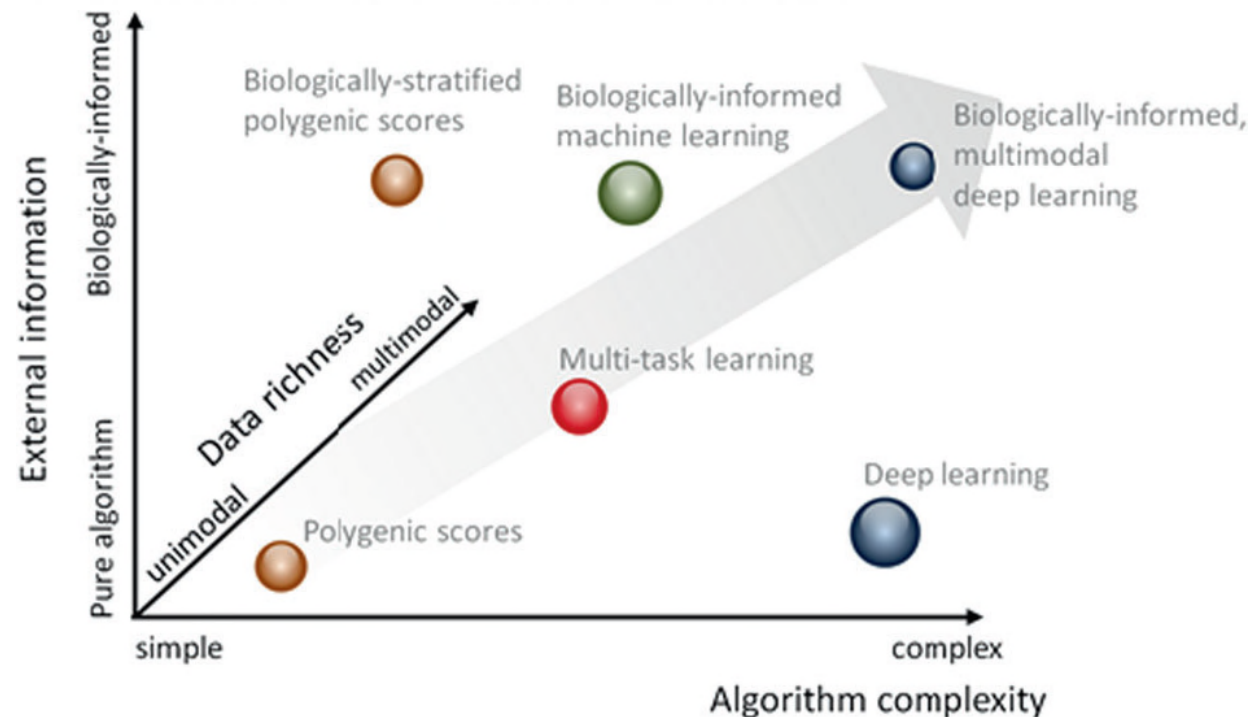 External information
Biologically-informed
Pure algorithm
Biologically-stratified
polygenic scores
Biologically-informed
machine learning
Biologically-informed,
multimodal
deep learning
Data richness
multimodal
unimodal
Multi-task learning
Deep learning
Polygenic scores
simple
complex
Algorithm complexity